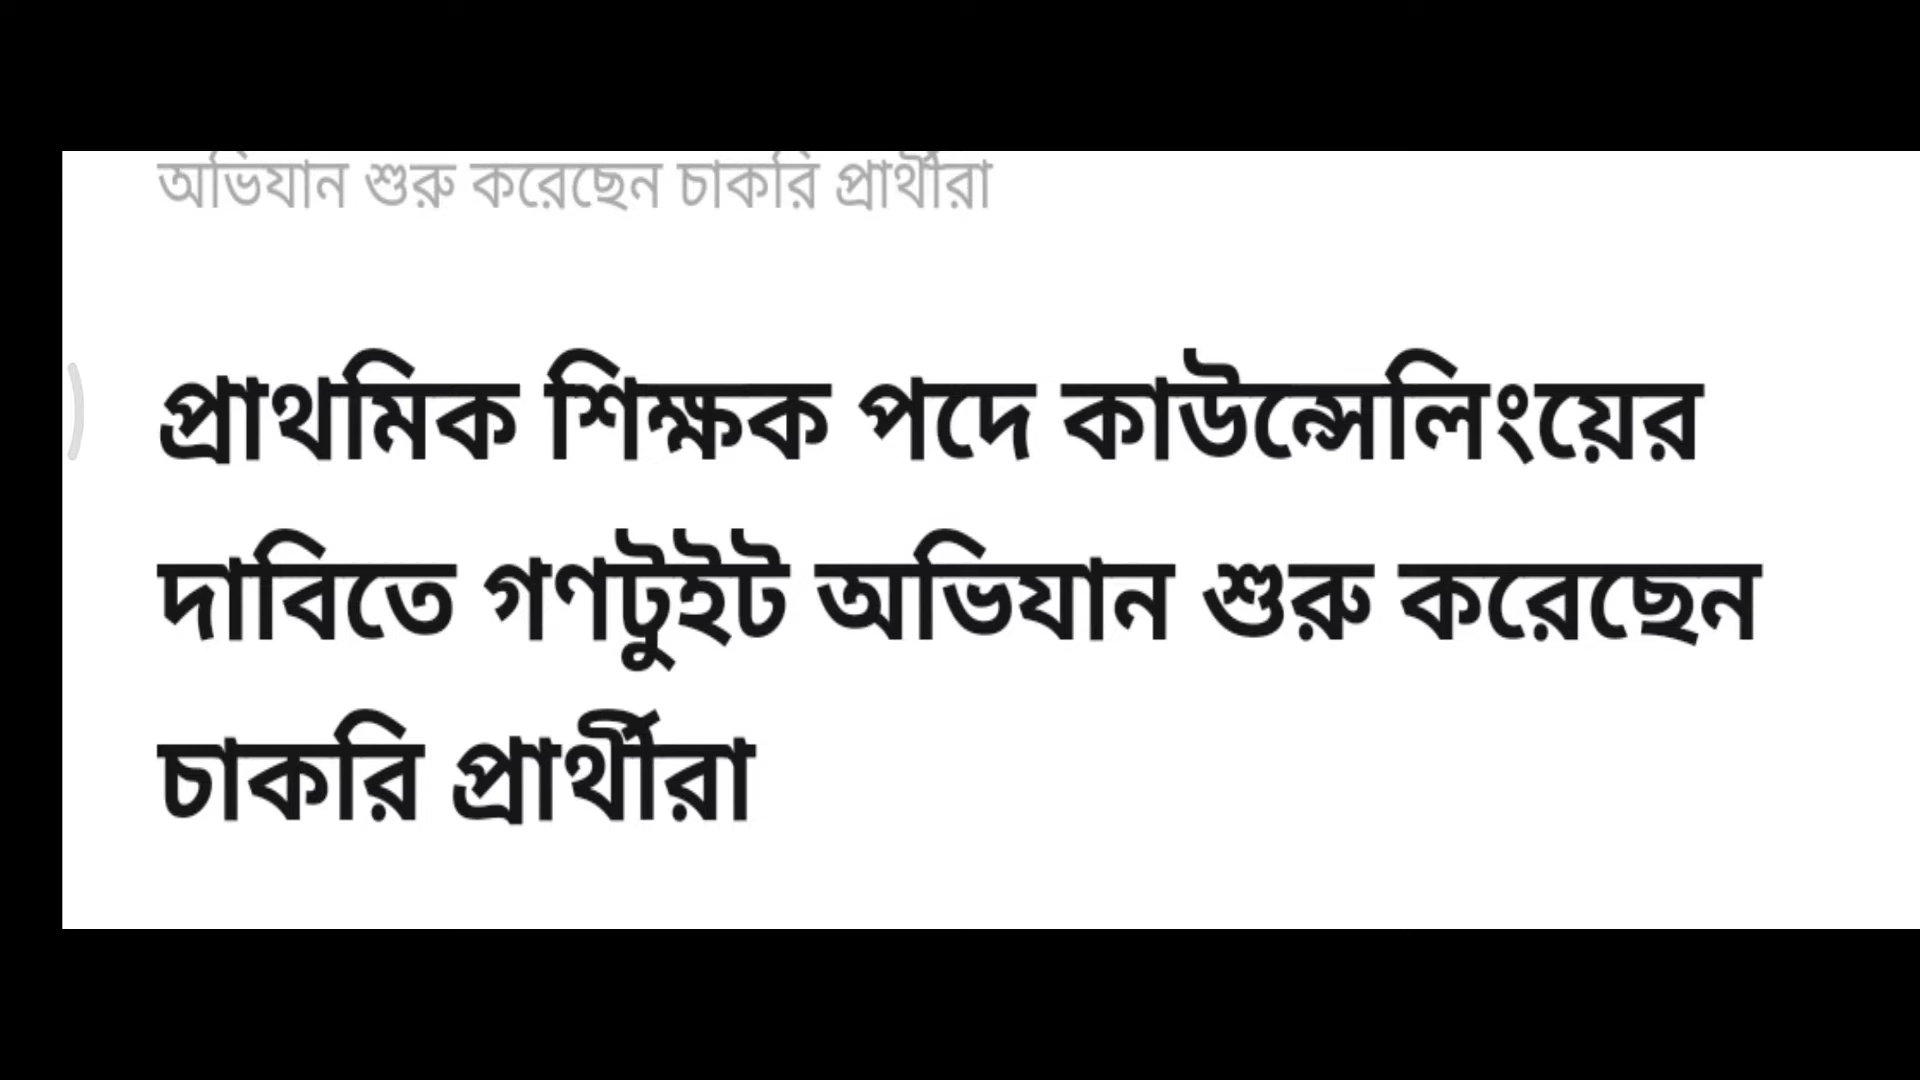 অভিযান শুরু করেছেন চাকরি প্রার্থীরা
প্রাথমিক শিক্ষক পদে কাউন্সেলিংয়ের
দাবিতে গণটুইট অভিযান শুরু করেছেন
চাকরি প্রার্থীরা